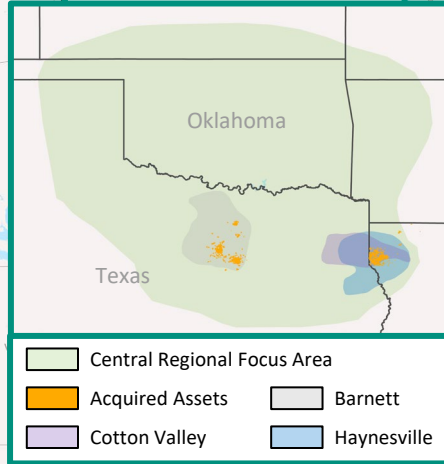 Oklahoma
Texas
Central Regional Focus Area
Acquired Assets
Barnett
Cotton Valley
Haynesville